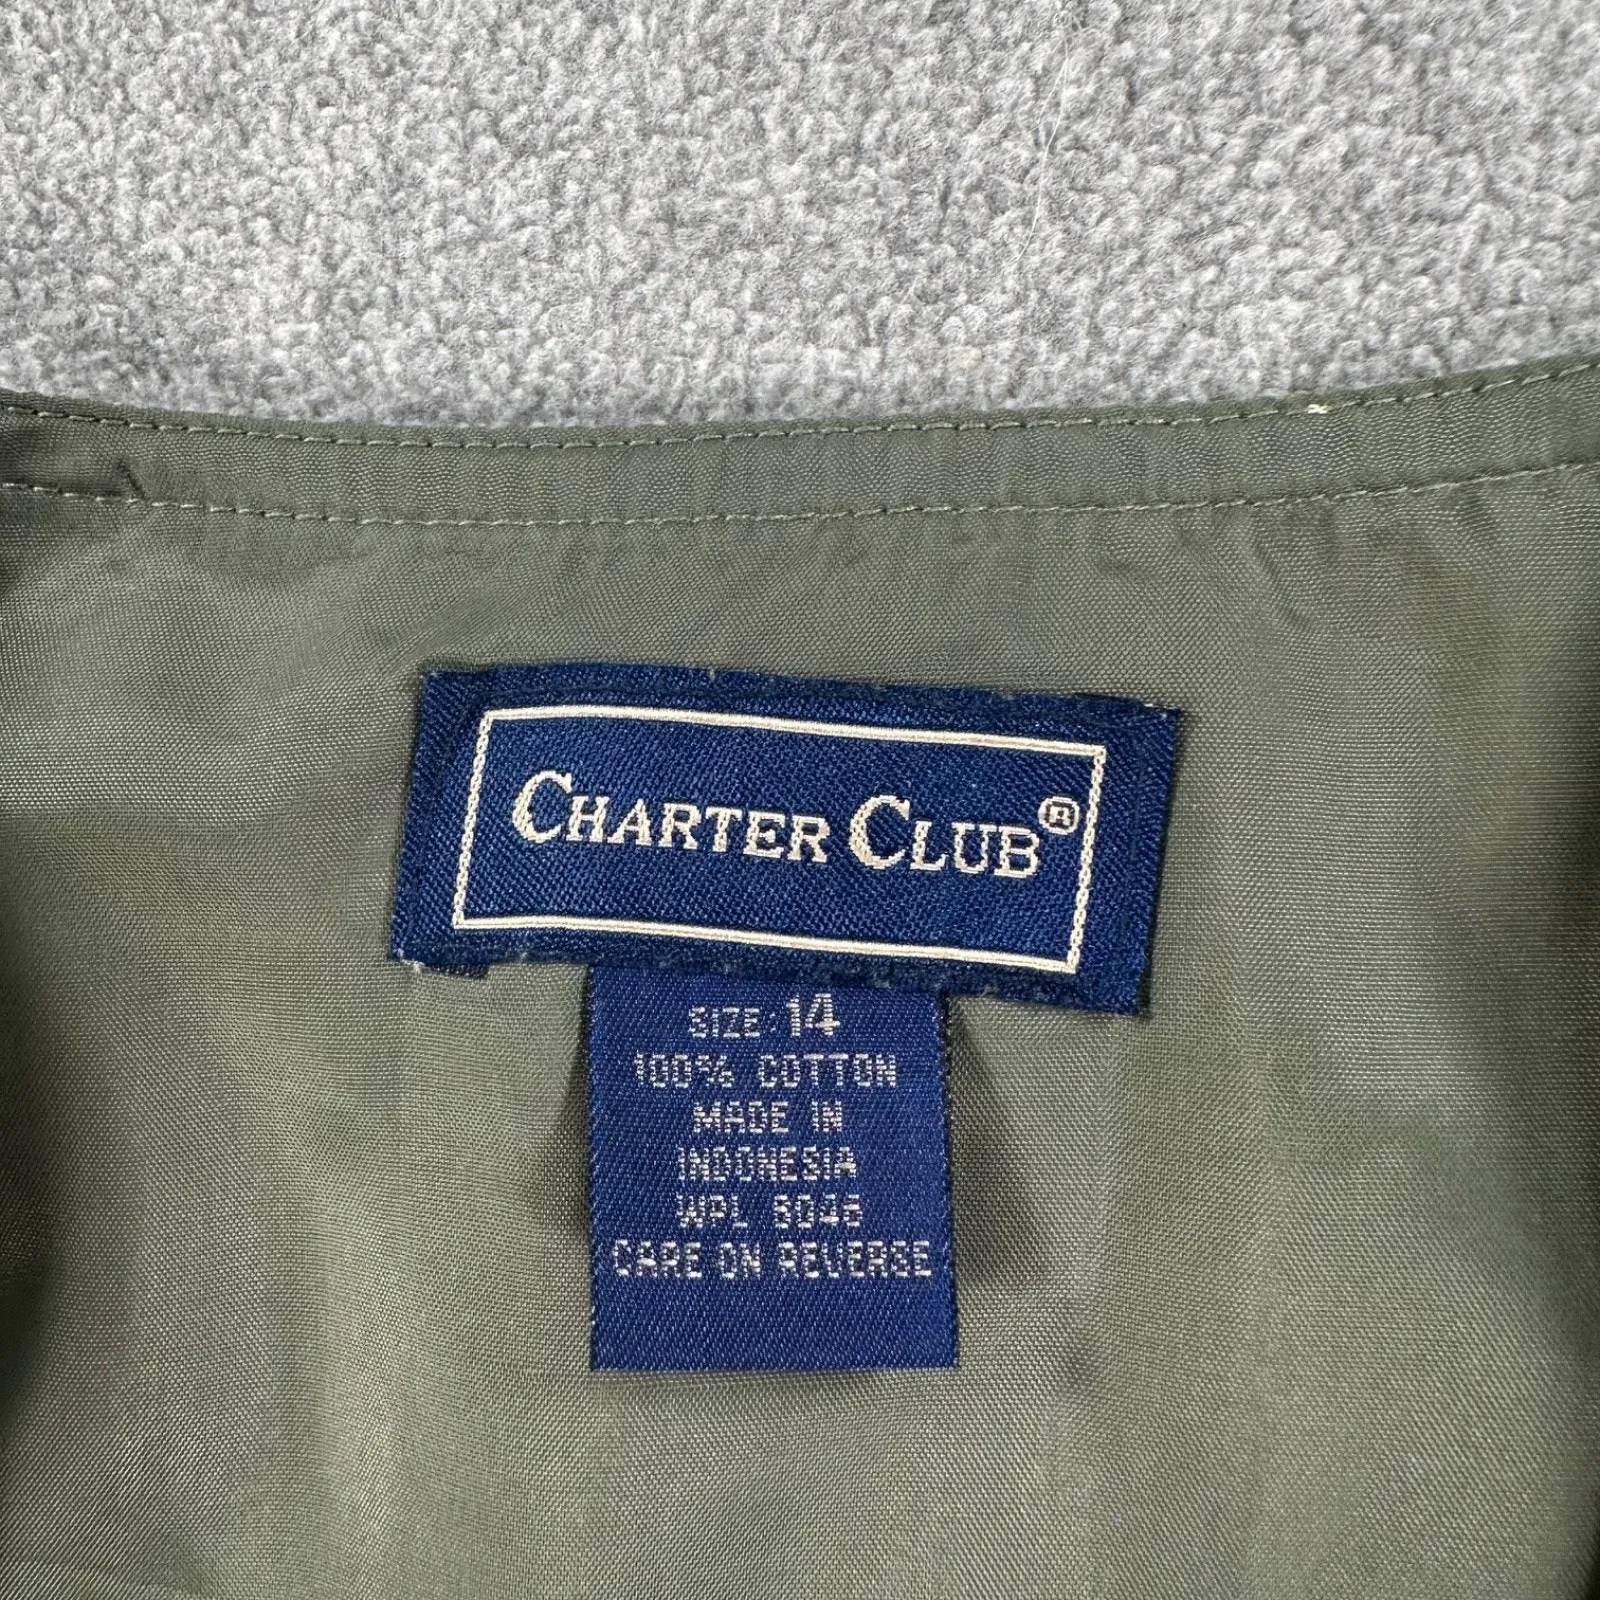 CHARTER CLUB®
SIZE: 14
100% COTTON
MADE IN
INDONESIA
WPL 5046
CARE ON REVERSE